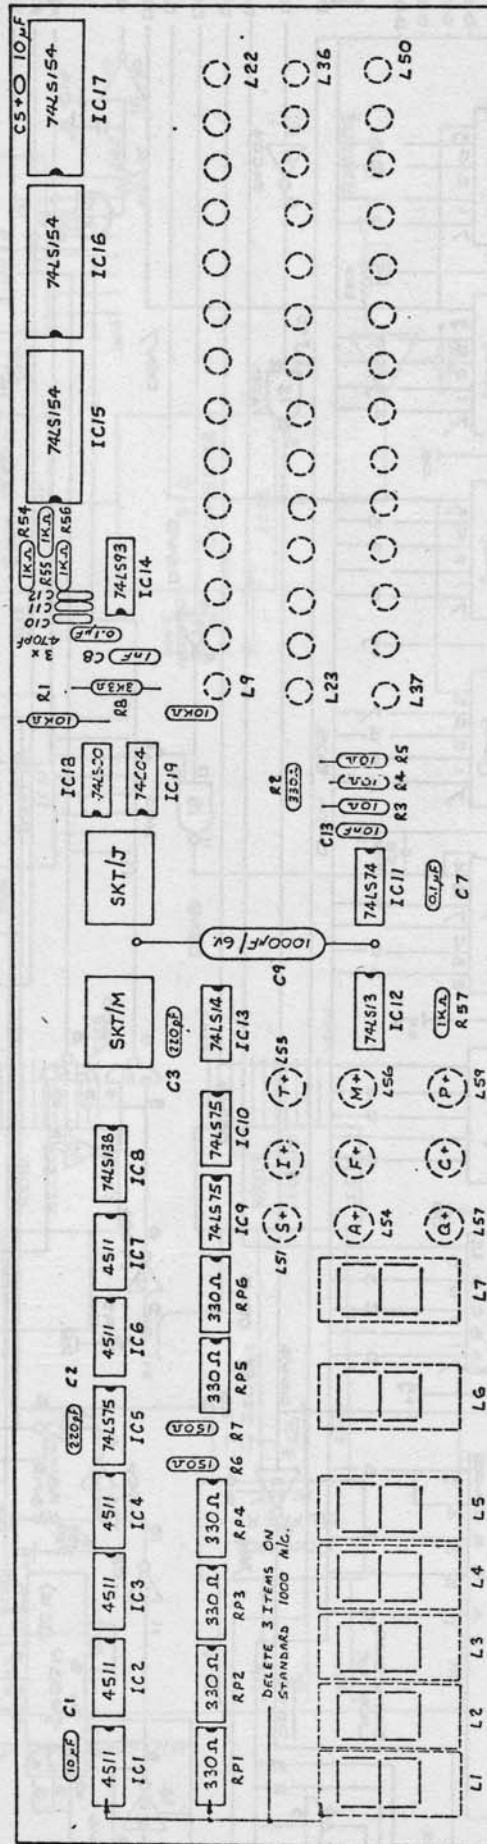 10µF C1
4511
IC1
4511
IC2
4511
IC3
4511
IC4
220pF C2
74LS75
IC5
4511
IC6
4511
IC7
74LS138
IC8
SKT/M
SKT/J
74LS00
IC18
74C04
IC19
10KΩ
R1
3K3Ω
R8
10KΩ
1nF C8
0.1µF
3 x 470pF
C10
C11
C12
1KΩ R54
1KΩ R55
1KΩ R56
74LS93
IC14
74LS154
IC15
74LS154
IC16
74LS154
IC17
C5+ 10µF
330Ω
RP1
330Ω
RP2
330Ω
RP3
330Ω
RP4
150Ω R6
150Ω R7
330Ω
RP5
330Ω
RP6
74LS75
IC9
74LS75
IC10
220pF
C3
74LS14
IC13
1000µF/6V.
C9
L9
L22
DELETE 3 ITEMS ON
STANDARD 1000 M/C.
S+
L51
I+
T+
L53
R2
330Ω
L23
L36
A+
L54
F+
M+
L56
74LS13
IC12
74LS74
IC11
C13 10nF
10Ω R3
10Ω R4
10Ω R5
L37
L50
Q+
L57
G+
P+
L59
1KΩ
R57
0.1µF
C7
L1
L2
L3
L4
L5
L6
L7